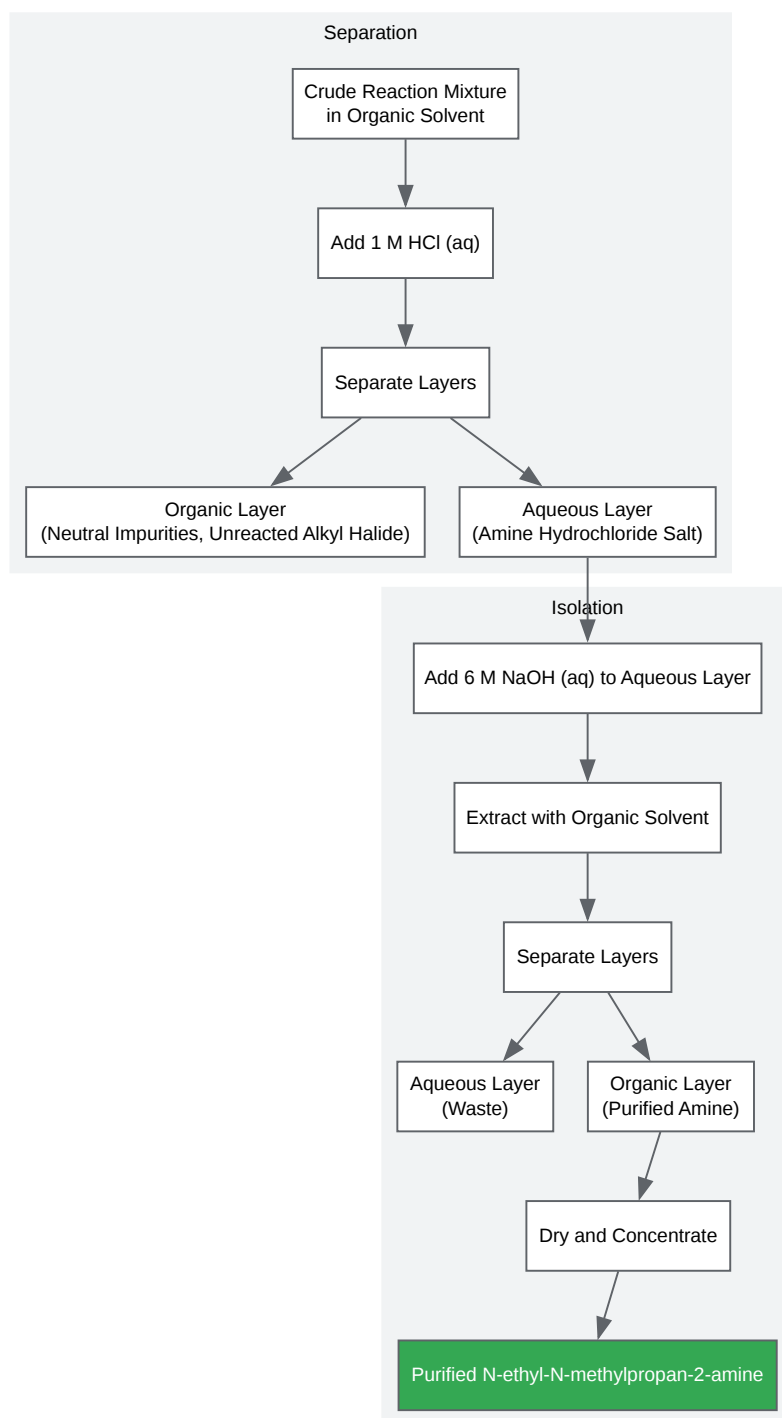 Separation
Crude Reaction Mixture
in Organic Solvent
Add 1 M HCl (aq)
Separate Layers
Organic Layer
(Neutral Impurities, Unreacted Alkyl Halide)
Aqueous Layer
(Amine Hydrochloride Salt)
Isolation
Add 6 M NaOH (aq) to Aqueous Layer
Extract with Organic Solvent
Separate Layers
Aqueous Layer
(Waste)
Organic Layer
(Purified Amine)
Dry and Concentrate
Purified N-ethyl-N-methylpropan-2-amine